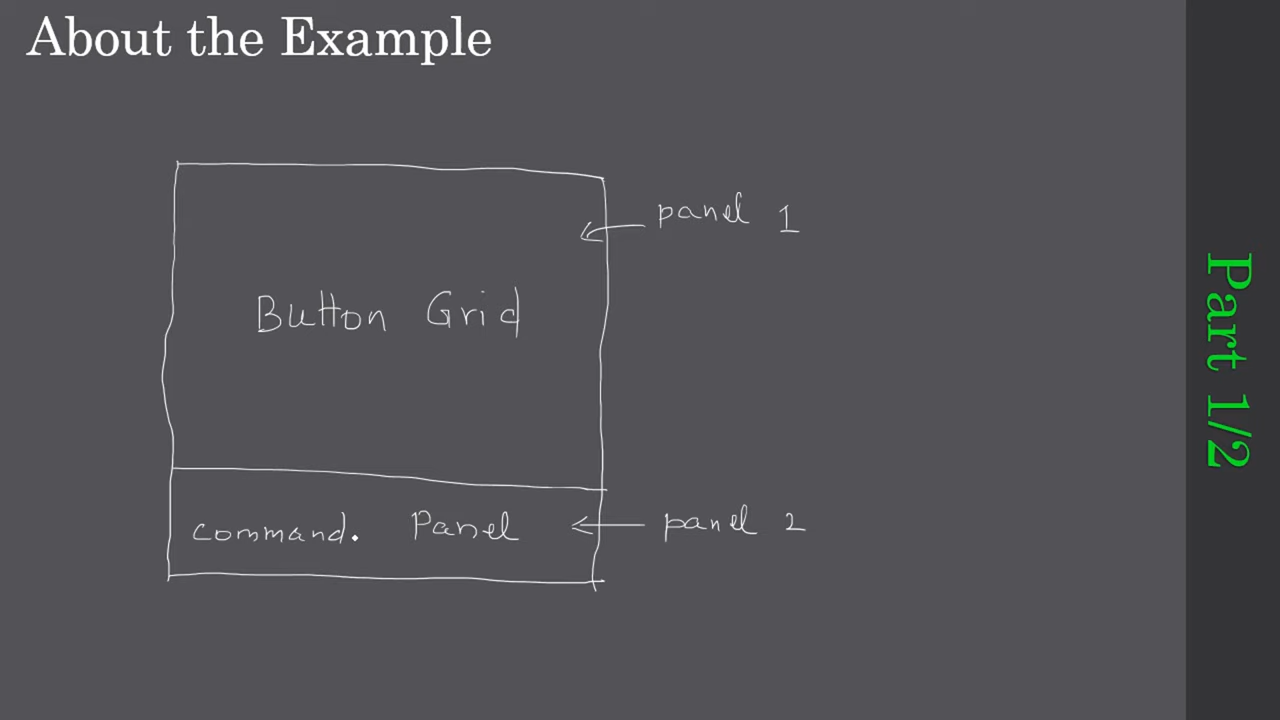 About the Example
panel 1
Button Grid
command. Panel
panel 2
Part 1/2